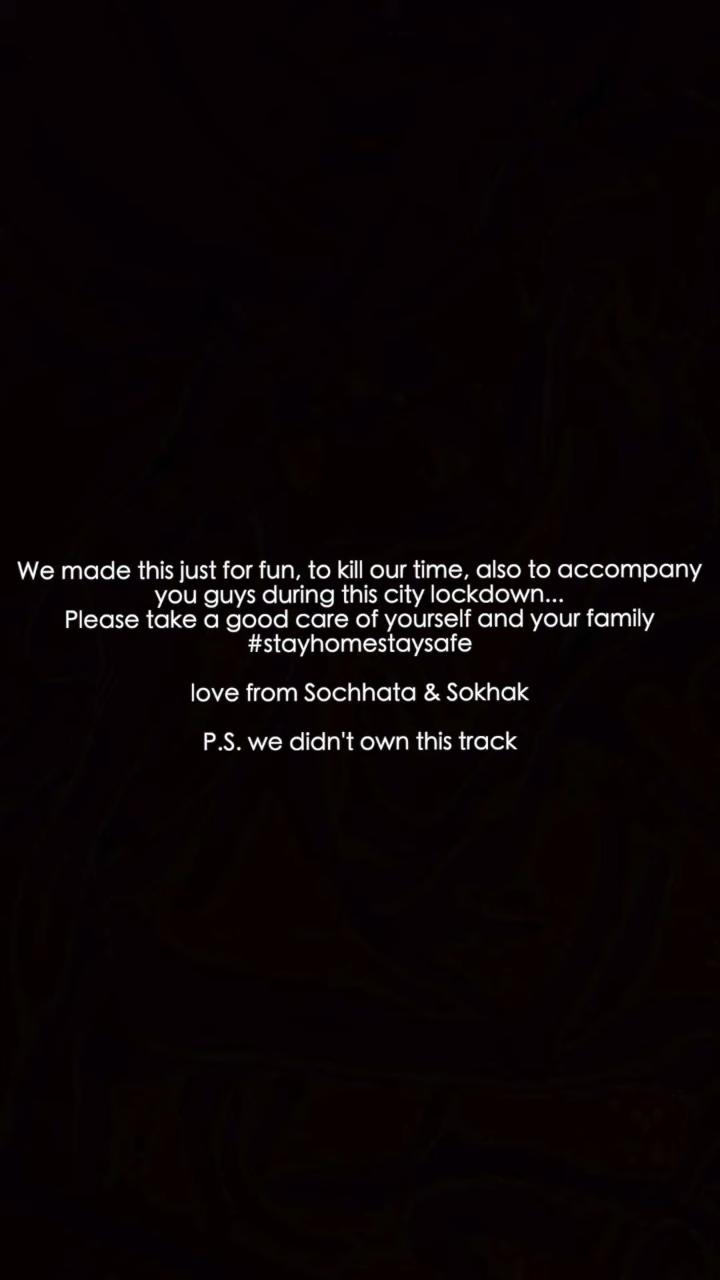 We made this just for fun, to kill our time, also to accompany
you guys during this city lockdown...
Please take a good care of yourself and your family
#stayhomestaysafe
love from Sochhata & Sokhak
P.S. we didn't own this track